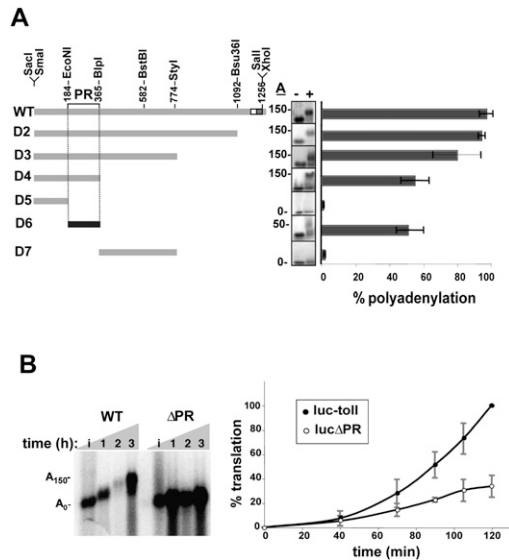 A
SacI
SmaI
184-EcoNI
365-BlpI
582-BstBI
774-StyI
1092-Bsu36I
SalI
1256-XhoI
PR
A
- +
WT
150
D2
150
D3
150
D4
150
D5
0-
D6
50
D7
0-
0 20 40 60 80 100
% polyadenylation
B
WT ΔPR
time (h): i 1 2 3 i 1 2 3
A150-
A0-
100
80
60
40
20
0
% translation
luc-toll
lucΔPR
0 20 40 60 80 100 120
time (min)